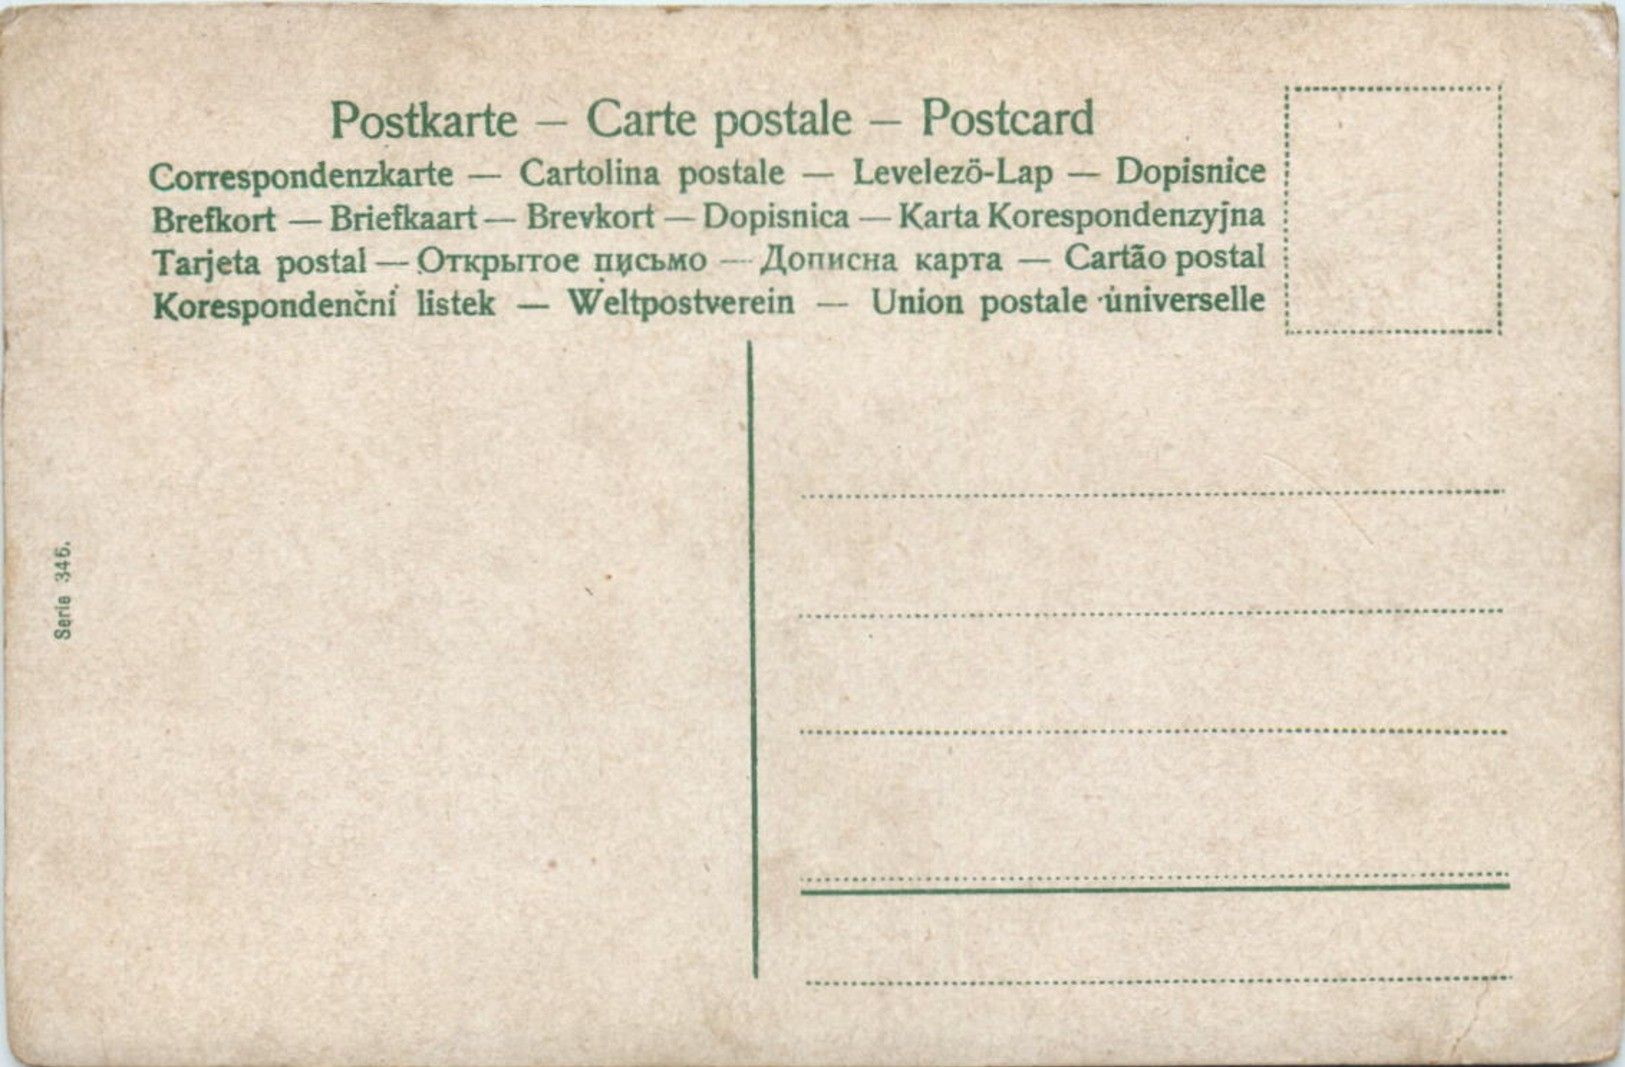 Postkarte — Carte postale — Postcard
Correspondenzkarte — Cartolina postale — Levelezö-Lap — Dopisnice
Brefkort — Briefkaart — Brevkort — Dopisnica — Karta Korespondenzyjna
Tarjeta postal — Открытое письмо — Дописна карта — Cartão postal
Korespondenční listek — Weltpostverein — Union postale universelle
Serie 346.